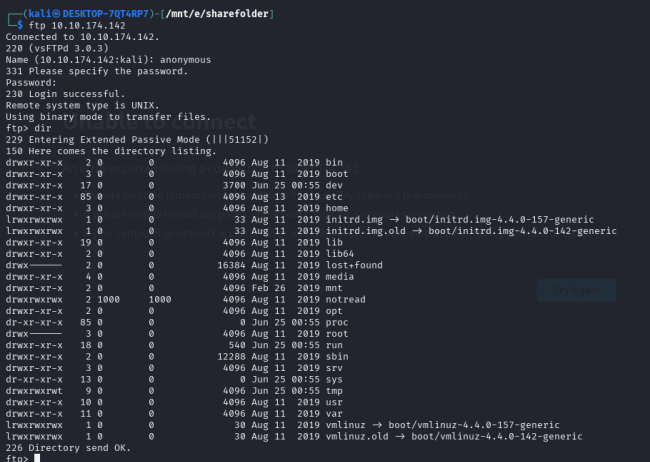 ┌──(kali㉿DESKTOP-7QT4RP7)-[/mnt/e/sharefolder]
└─$ ftp 10.10.174.142
Connected to 10.10.174.142.
220 (vsFTPd 3.0.3)
Name (10.10.174.142:kali): anonymous
331 Please specify the password.
Password:
230 Login successful.
Remote system type is UNIX.
Using binary mode to transfer files.
ftp> dir
229 Entering Extended Passive Mode (|||51152|)
150 Here comes the directory listing.
drwxr-xr-x    2 0        0            4096 Aug 11  2019 bin
drwxr-xr-x    3 0        0            4096 Aug 11  2019 boot
drwxr-xr-x   17 0        0            3700 Jun 25 00:55 dev
drwxr-xr-x   85 0        0            4096 Aug 13  2019 etc
drwxr-xr-x    3 0        0            4096 Aug 11  2019 home
lrwxrwxrwx    1 0        0              33 Aug 11  2019 initrd.img -> boot/initrd.img-4.4.0-157-generic
lrwxrwxrwx    1 0        0              33 Aug 11  2019 initrd.img.old -> boot/initrd.img-4.4.0-142-generic
drwxr-xr-x   19 0        0            4096 Aug 11  2019 lib
drwxr-xr-x    2 0        0            4096 Aug 11  2019 lib64
drwx------    2 0        0           16384 Aug 11  2019 lost+found
drwxr-xr-x    4 0        0            4096 Aug 11  2019 media
drwxr-xr-x    2 0        0            4096 Feb 26  2019 mnt
drwxrwxrwx    2 1000     1000         4096 Aug 11  2019 notread
drwxr-xr-x    2 0        0            4096 Aug 11  2019 opt
dr-xr-xr-x   85 0        0               0 Jun 25 00:55 proc
drwx------    3 0        0            4096 Aug 11  2019 root
drwxr-xr-x   18 0        0             540 Jun 25 00:55 run
drwxr-xr-x    2 0        0           12288 Aug 11  2019 sbin
drwxr-xr-x    3 0        0            4096 Aug 11  2019 srv
dr-xr-xr-x   13 0        0               0 Jun 25 00:55 sys
drwxrwxrwt    9 0        0            4096 Jun 25 00:55 tmp
drwxr-xr-x   10 0        0            4096 Aug 11  2019 usr
drwxr-xr-x   11 0        0            4096 Aug 11  2019 var
lrwxrwxrwx    1 0        0              30 Aug 11  2019 vmlinuz -> boot/vmlinuz-4.4.0-157-generic
lrwxrwxrwx    1 0        0              30 Aug 11  2019 vmlinuz.old -> boot/vmlinuz-4.4.0-142-generic
226 Directory send OK.
ftp>
Unable to connect
Try Again